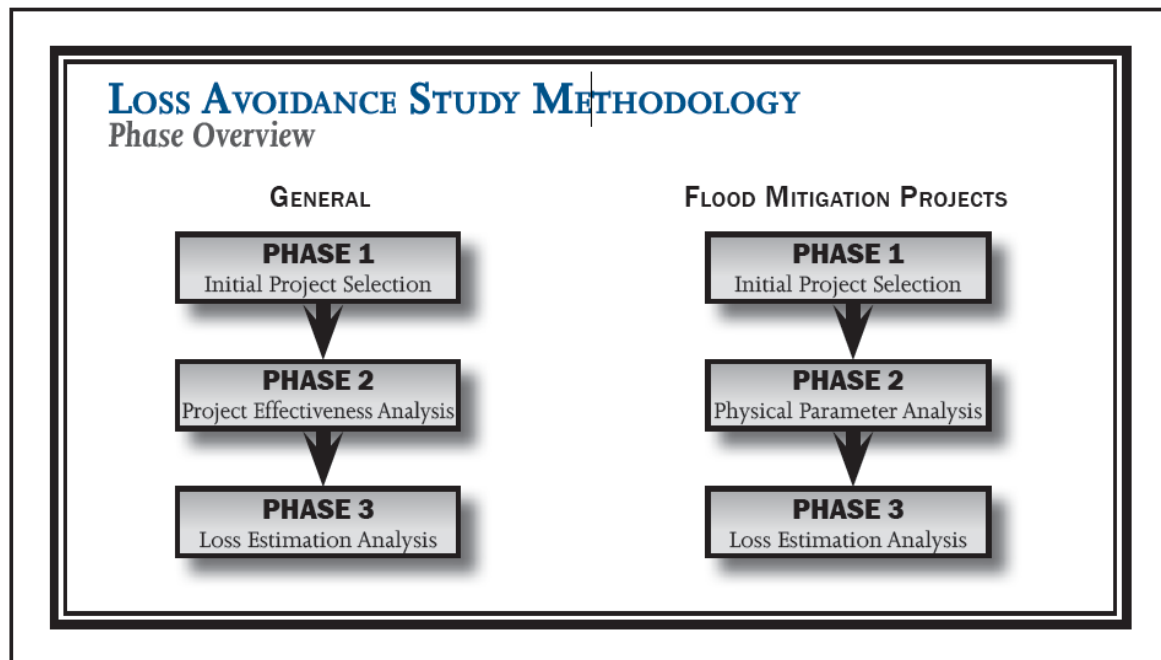 LOSS AVOIDANCE STUDY METHODOLOGY
Phase Overview
GENERAL
PHASE 1
Initial Project Selection
PHASE 2
Project Effectiveness Analysis
PHASE 3
Loss Estimation Analysis
FLOOD MITIGATION PROJECTS
PHASE 1
Initial Project Selection
PHASE 2
Physical Parameter Analysis
PHASE 3
Loss Estimation Analysis